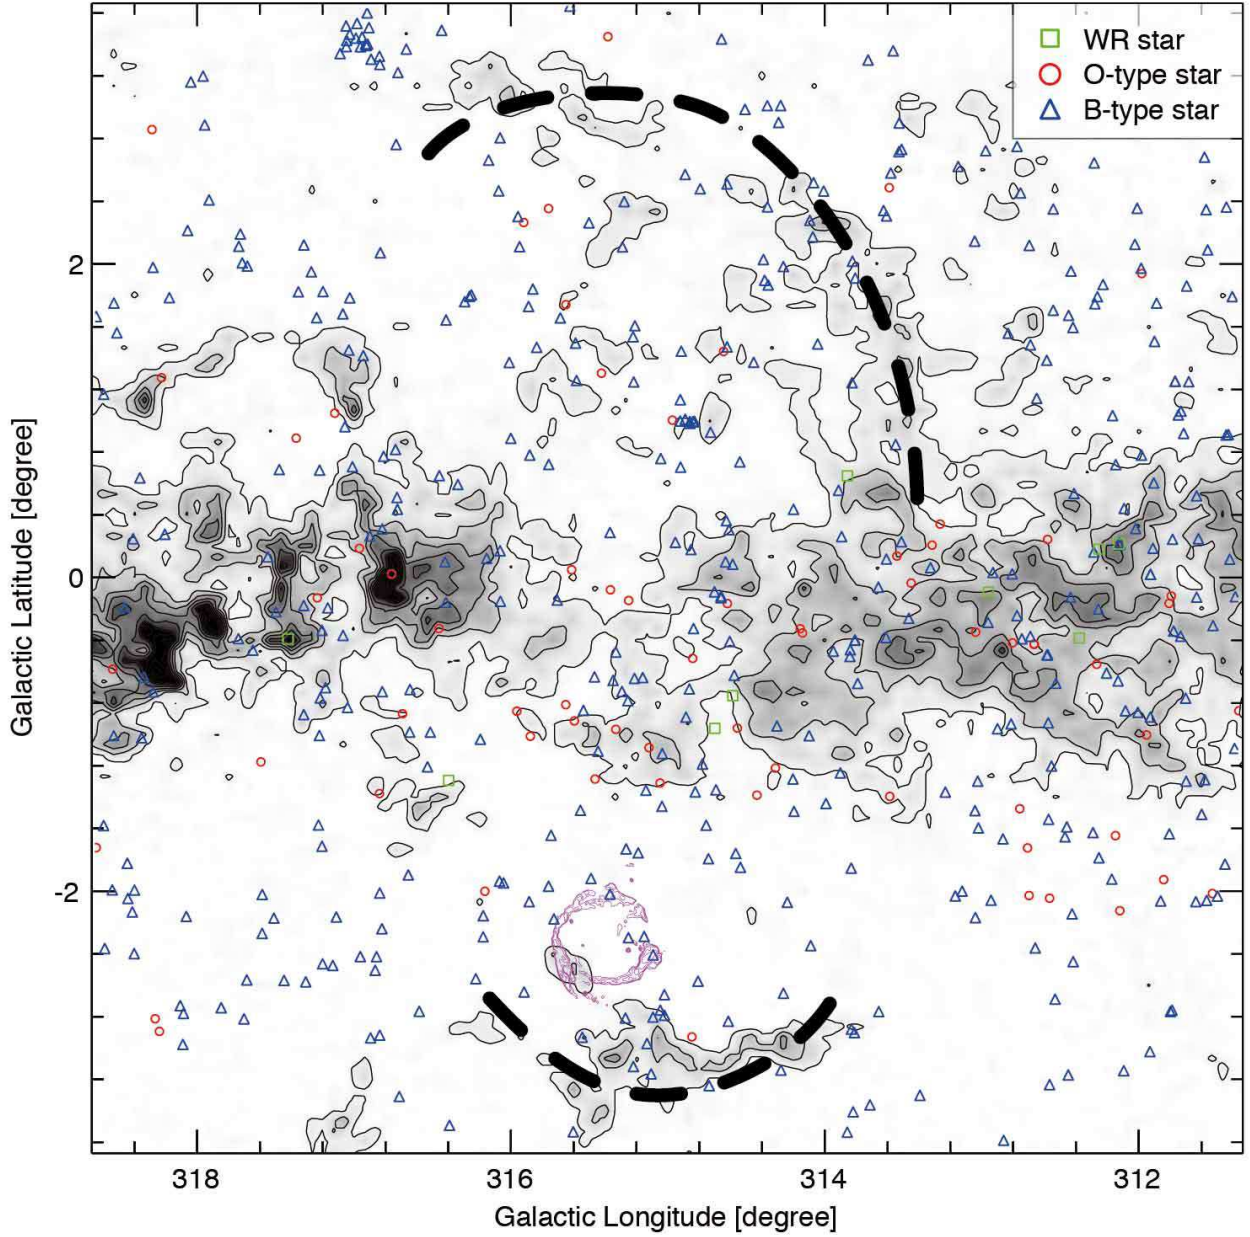 WR star
O-type star
B-type star
2
0
-2
Galactic Latitude [degree]
318
316
314
312
Galactic Longitude [degree]